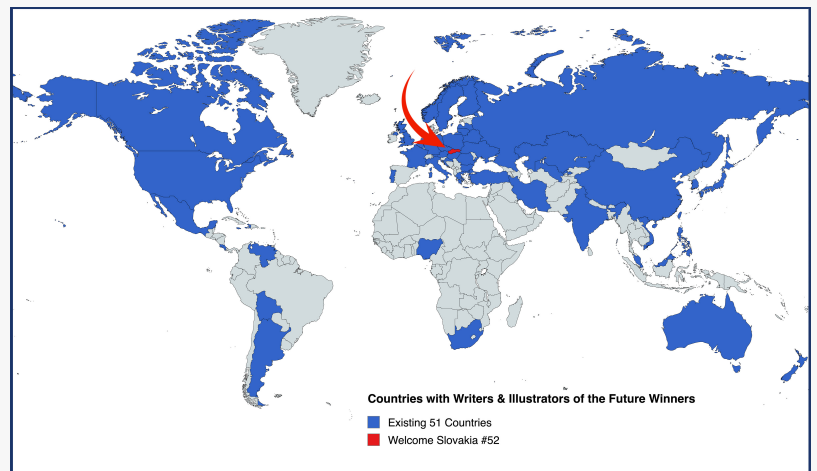 Countries with Writers & Illustrators of the Future Winners
Existing 51 Countries
Welcome Slovakia #52